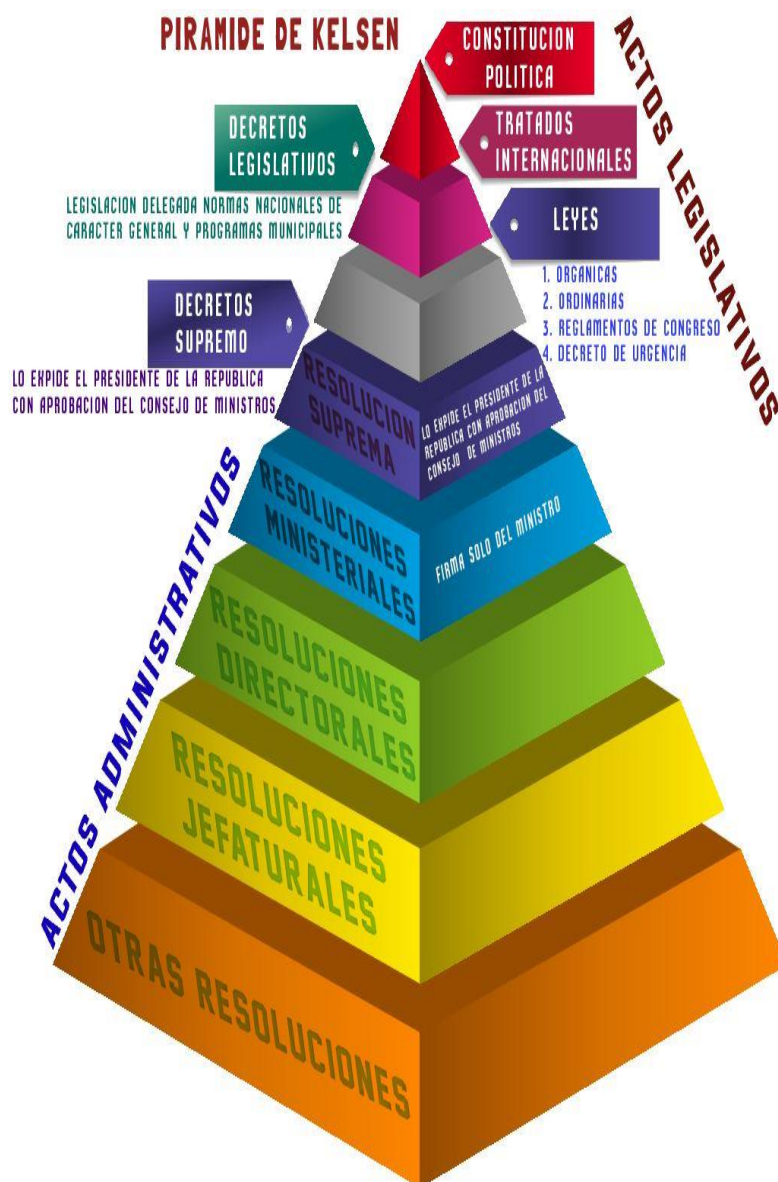 PIRAMIDE DE KELSEN
CONSTITUCION
POLITICA
ACTOS LEGISLATIVOS
DECRETOS
LEGISLATIVOS
TRATADOS
INTERNACIONALES
LEGISLACION DELEGADA NORMAS NACIONALES DE
CARACTER GENERAL Y PROGRAMAS MUNICIPALES
LEYES
1. ORGANICAS
2. ORDINARIAS
3. REGLAMENTOS DE CONGRESO
4. DECRETO DE URGENCIA
DECRETOS
SUPREMO
LO EXPIDE EL PRESIDENTE DE LA REPUBLICA
CON APROBACION DEL CONSEJO DE MINISTROS
RESOLUCION
SUPREMA
LO EXPIDE EL PRESIDENTE DE LA
REPUBLICA CON APROBACION DEL
CONSEJO DE MINISTROS
ACTOS ADMINISTRATIVOS
RESOLUCIONES
MINISTERIALES
FIRMA SOLO DEL MINISTRO
RESOLUCIONES
DIRECTORALES
RESOLUCIONES
JEFATURALES
OTRAS RESOLUCIONES